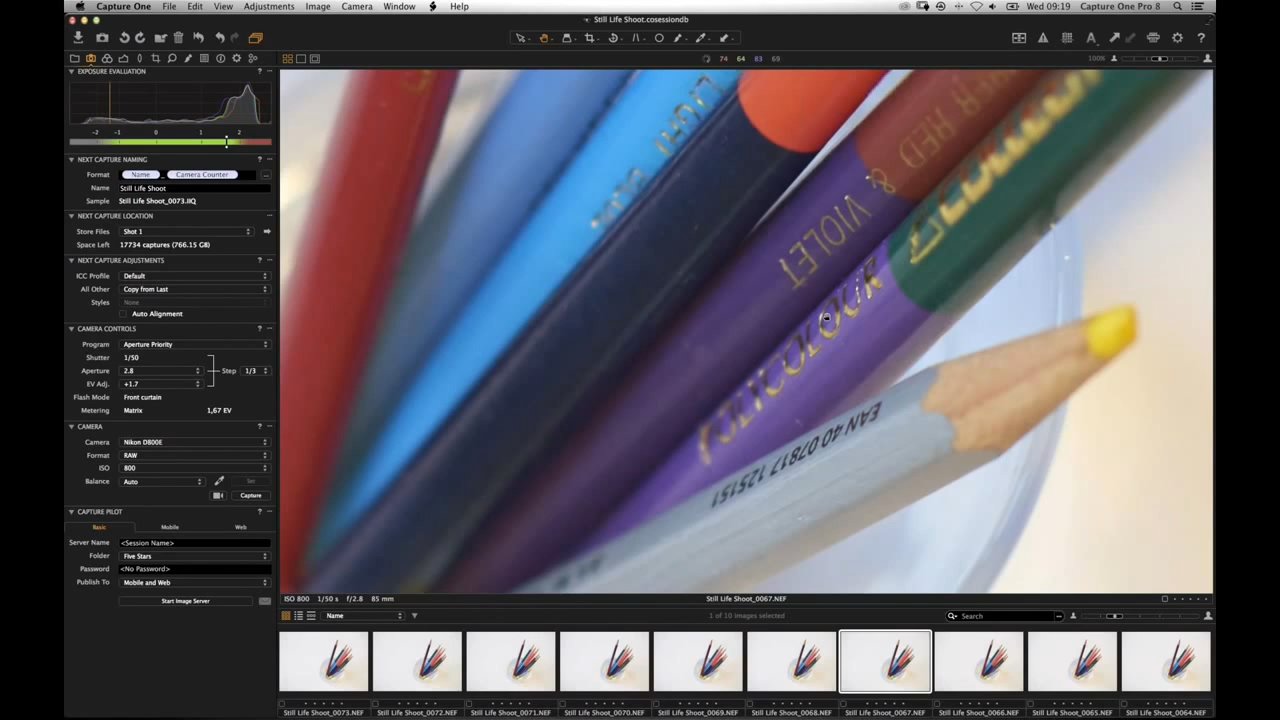 Capture One File Edit View Adjustments Image Camera Window Help Wed 09:19 Capture One Pro 8
Still Life Shoot.cosessiondb
74 64 83 69 100%
EXPOSURE EVALUATION ?
-2 -1 0 1 2
NEXT CAPTURE NAMING ?
Format Name _ Camera Counter
Name Still Life Shoot
Sample Still Life Shoot_0073.IIQ
NEXT CAPTURE LOCATION ?
Store Files Shot 1
Space Left 17734 captures (766.15 GB)
NEXT CAPTURE ADJUSTMENTS ?
ICC Profile Default
All Other Copy from Last
Styles None
Auto Alignment
CAMERA CONTROLS ?
Program Aperture Priority
Shutter 1/50
Aperture 2.8 Step 1/3
EV Adj. +1.7
Flash Mode Front curtain
Metering Matrix 1,67 EV
CAMERA ?
Camera Nikon D800E
Format RAW
ISO 800
Balance Auto Set
Capture
CAPTURE PILOT ?
Basic Mobile Web
Server Name <Session Name>
Folder Five Stars
Password <No Password>
Publish To Mobile and Web
Start Image Server
LIGHT
RED
& VIOLET
EAN 40 07817 125151
ISO 800 1/50 s f/2.8 85 mm Still Life Shoot_0067.NEF
Name 1 of 10 images selected Search
Still Life Shoot_0073.NEF Still Life Shoot_0072.NEF Still Life Shoot_0071.NEF Still Life Shoot_0070.NEF Still Life Shoot_0069.NEF Still Life Shoot_0068.NEF Still Life Shoot_0067.NEF Still Life Shoot_0066.NEF Still Life Shoot_0065.NEF Still Life Shoot_0064.NEF